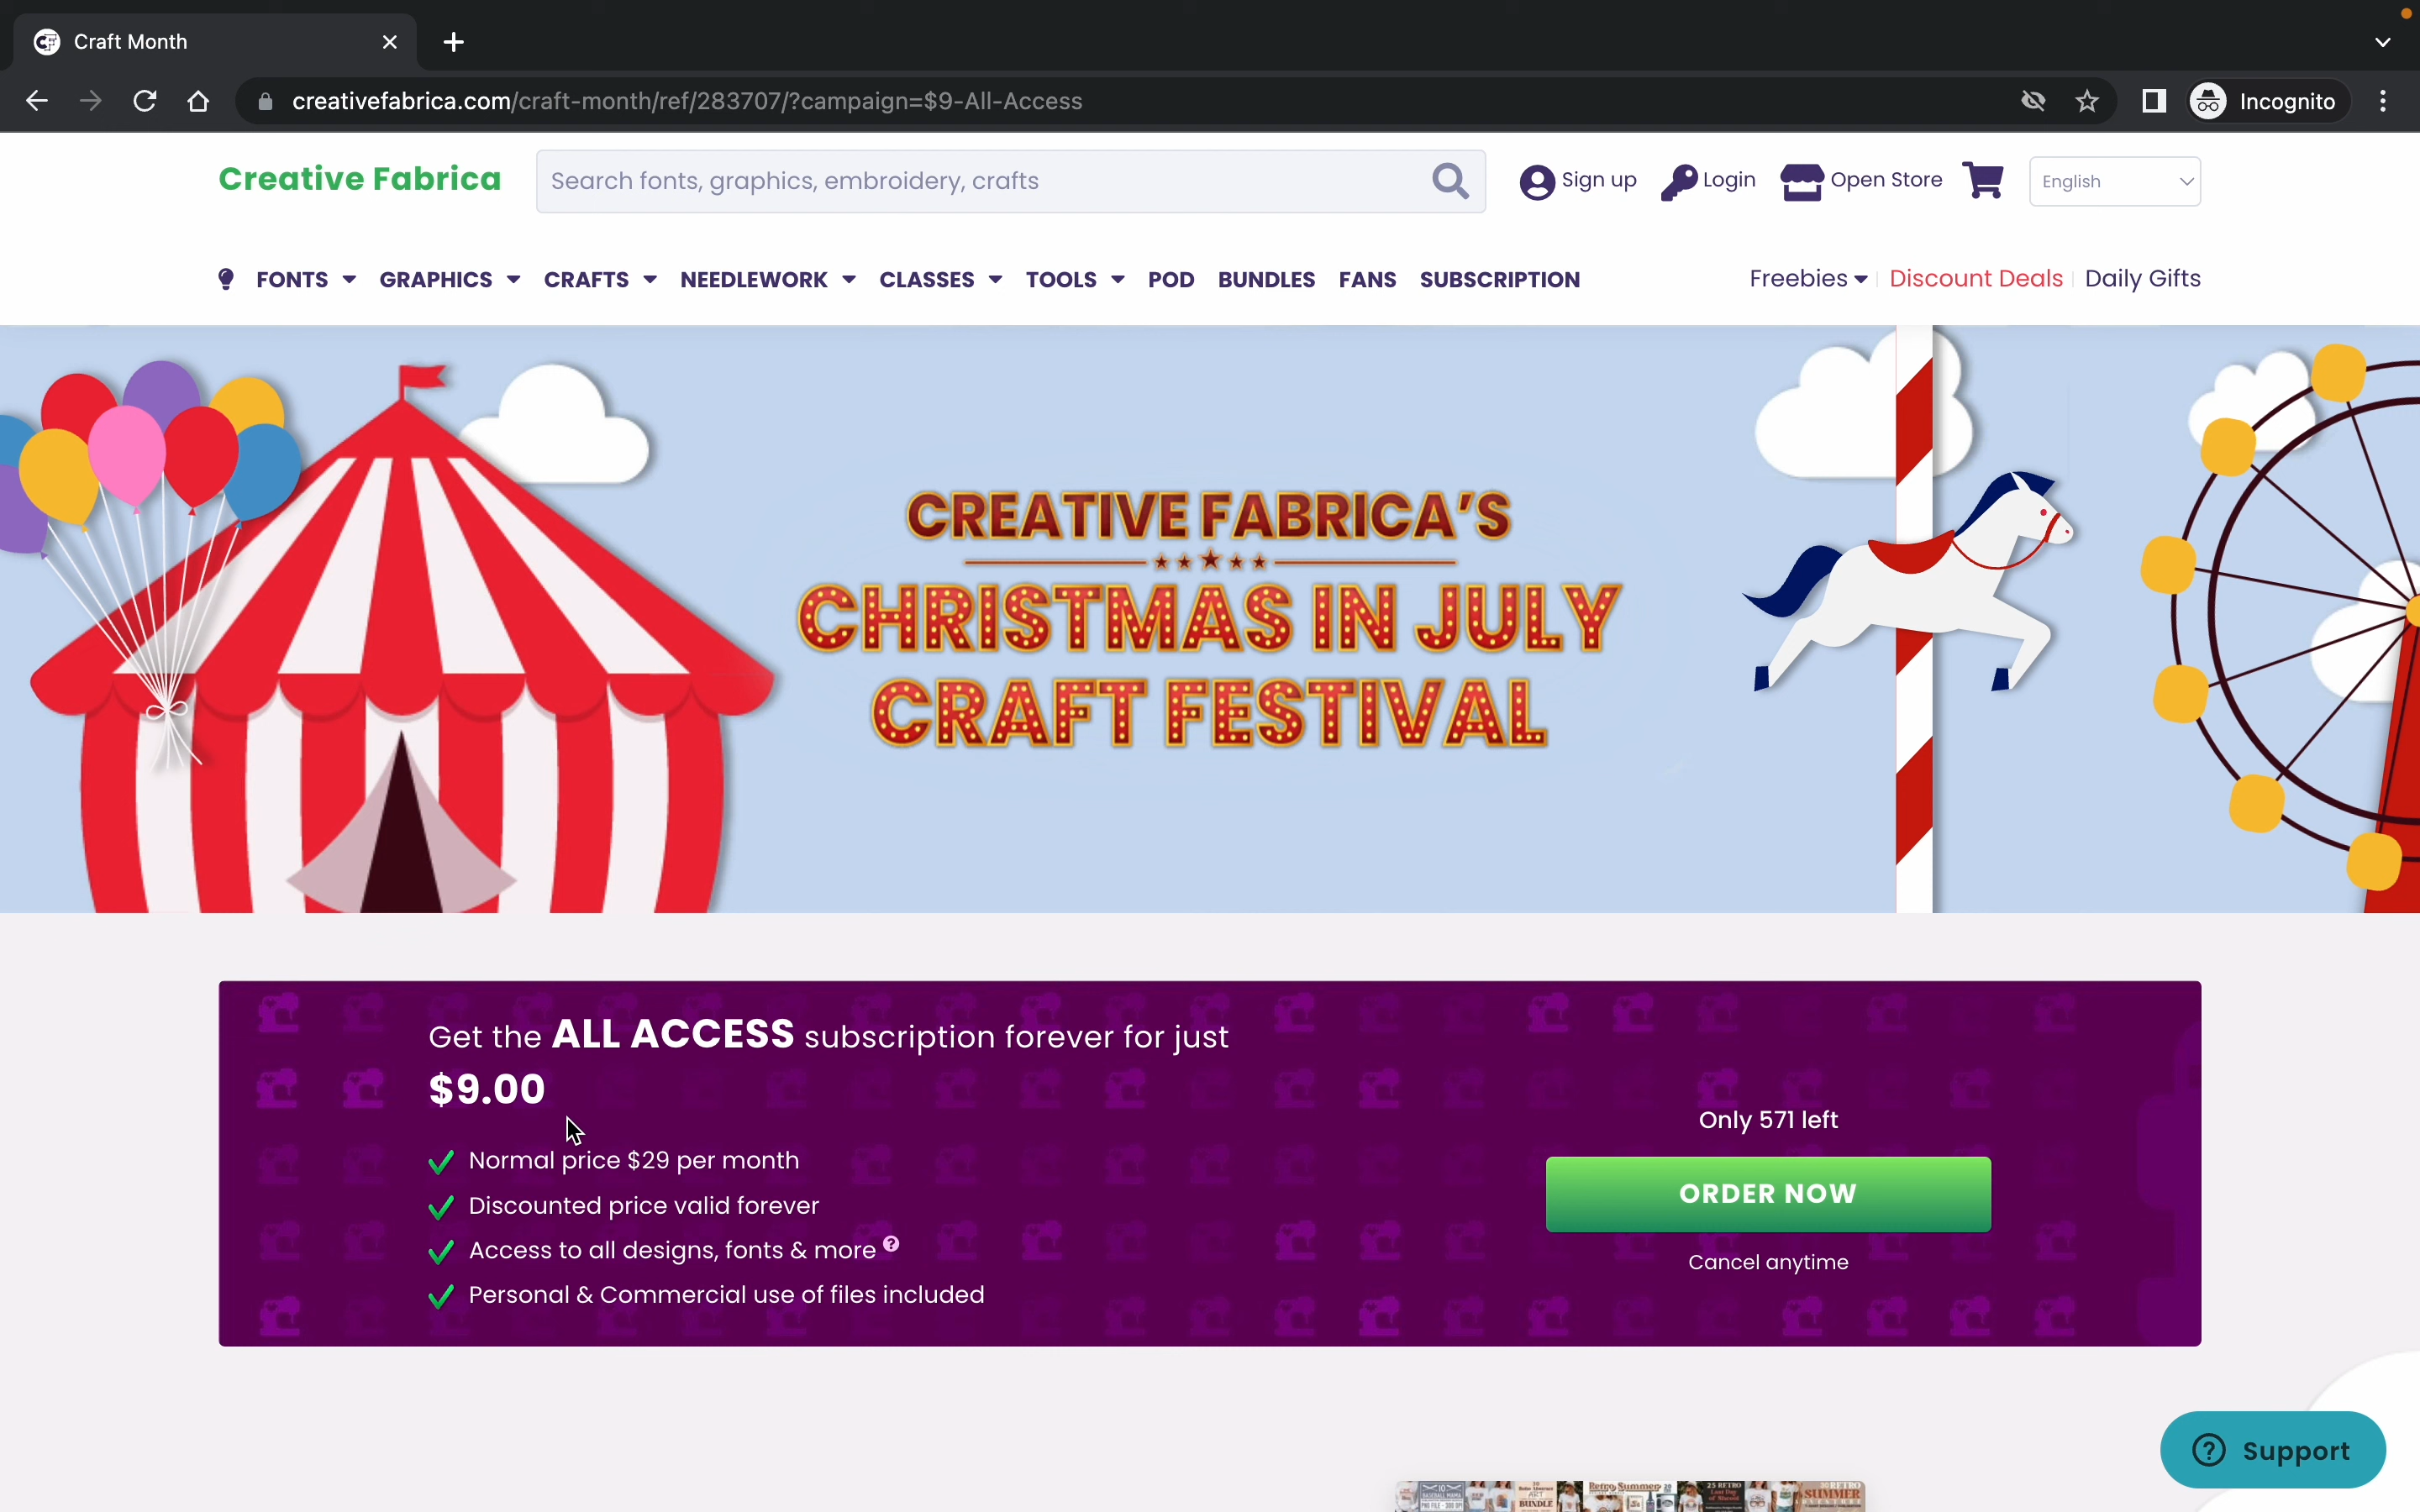 Craft Month
creativefabrica.com/craft-month/ref/283707/?campaign=$9-All-Access
Incognito
Creative Fabrica
Search fonts, graphics, embroidery, crafts
Sign up
Login
Open Store
English
FONTS GRAPHICS CRAFTS NEEDLEWORK CLASSES TOOLS POD BUNDLES FANS SUBSCRIPTION
Freebies Discount Deals Daily Gifts
CREATIVE FABRICA'S
CHRISTMAS IN JULY
CRAFT FESTIVAL
Get the ALL ACCESS subscription forever for just
$9.00
Normal price $29 per month
Discounted price valid forever
Access to all designs, fonts & more ?
Personal & Commercial use of files included
Only 571 left
ORDER NOW
Cancel anytime
? Support
Retro Summer
BUNDLE
SUMMER